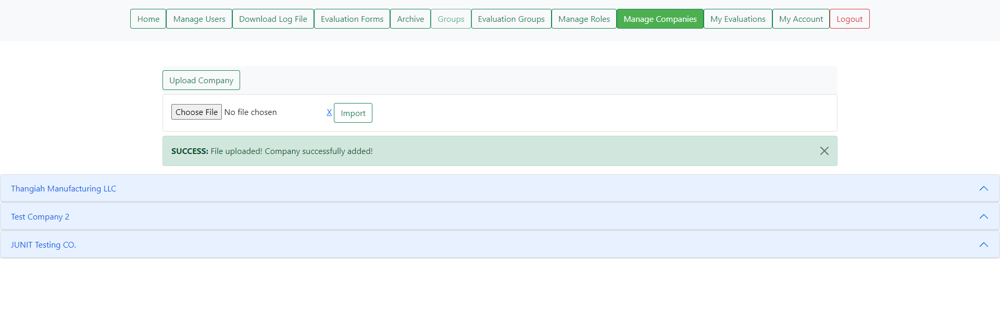 Home Manage Users Download Log File Evaluation Forms Archive Groups Evaluation Groups Manage Roles Manage Companies My Evaluations My Account Logout
Upload Company
Choose File No file chosen X Import
SUCCESS: File uploaded! Company successfully added!
Thangiah Manufacturing LLC
Test Company 2
JUNIT Testing CO.